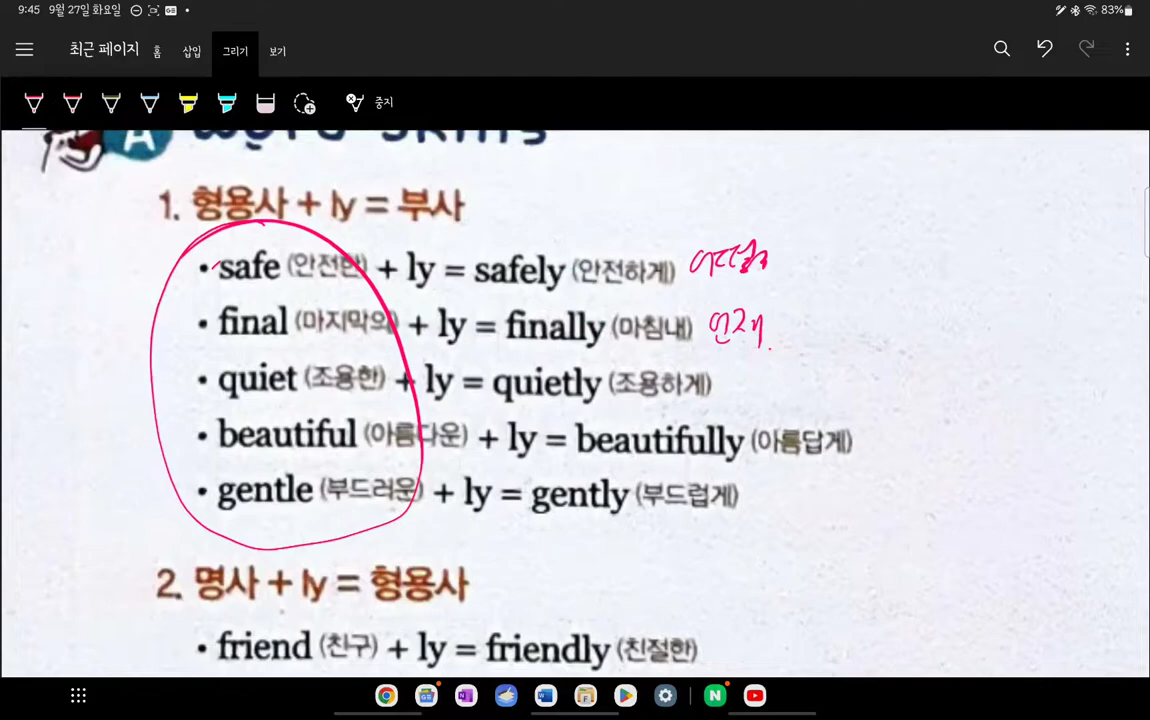 9:45 9월 27일 화요일 83%
최근 페이지 홈 삽입 그리기 보기
중지
A Word Skills
1. 형용사 + ly = 부사
• safe (안전한) + ly = safely (안전하게)
• final (마지막의) + ly = finally (마침내) 언제
• quiet (조용한) + ly = quietly (조용하게)
• beautiful (아름다운) + ly = beautifully (아름답게)
• gentle (부드러운) + ly = gently (부드럽게)
2. 명사 + ly = 형용사
• friend (친구) + ly = friendly (친절한)